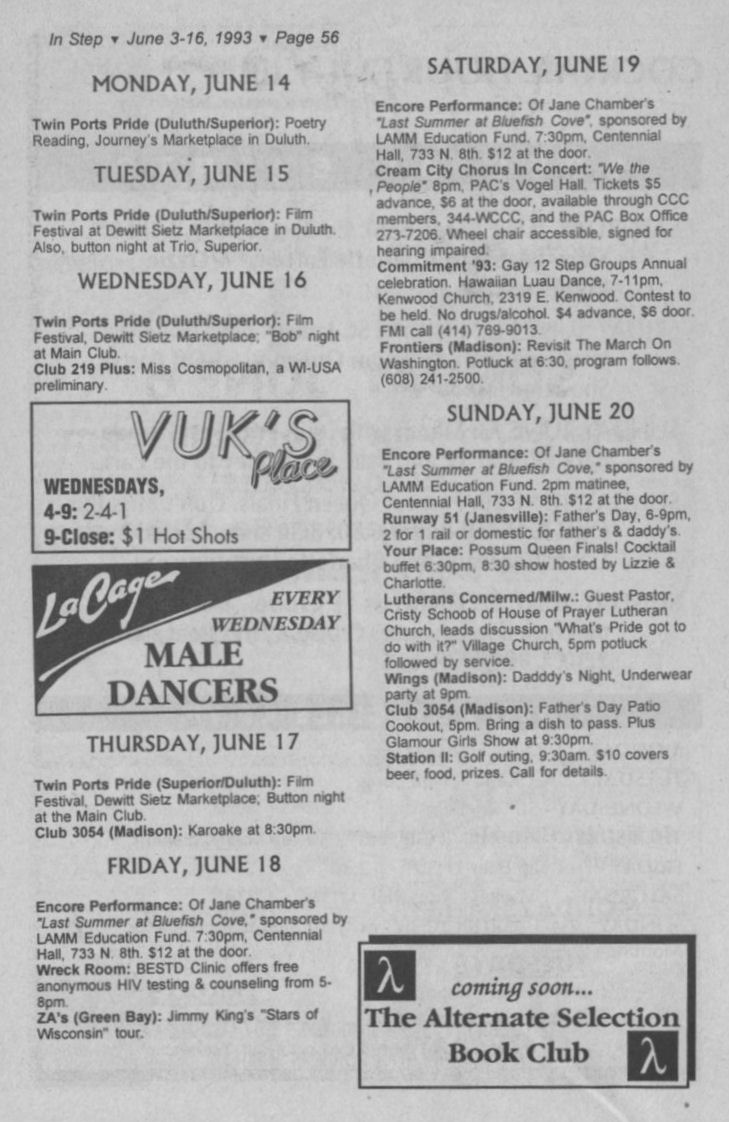 In Step ▾ June 3-16, 1993 ▾ Page 56
MONDAY, JUNE 14
Twin Ports Pride (Duluth/Superior): Poetry
Reading, Journey's Marketplace in Duluth.
TUESDAY, JUNE 15
Twin Ports Pride (Duluth/Superior): Film
Festival at Dewitt Sietz Marketplace in Duluth.
Also, button night at Trio, Superior.
WEDNESDAY, JUNE 16
Twin Ports Pride (Duluth/Superior): Film
Festival, Dewitt Sietz Marketplace; "Bob" night
at Main Club.
Club 219 Plus: Miss Cosmopolitan, a WI-USA
preliminary.
VUK'S
Place
WEDNESDAYS,
4-9: 2-4-1
9-Close: $1 Hot Shots
LaCage
EVERY
WEDNESDAY
MALE
DANCERS
THURSDAY, JUNE 17
Twin Ports Pride (Superior/Duluth): Film
Festival, Dewitt Sietz Marketplace; Button night
at the Main Club.
Club 3054 (Madison): Karoake at 8:30pm.
FRIDAY, JUNE 18
Encore Performance: Of Jane Chamber's
"Last Summer at Bluefish Cove," sponsored by
LAMM Education Fund. 7:30pm, Centennial
Hall, 733 N. 8th. $12 at the door.
Wreck Room: BESTD Clinic offers free
anonymous HIV testing & counseling from 5-
8pm.
ZA's (Green Bay): Jimmy King's "Stars of
Wisconsin" tour.
SATURDAY, JUNE 19
Encore Performance: Of Jane Chamber's
"Last Summer at Bluefish Cove", sponsored by
LAMM Education Fund. 7:30pm, Centennial
Hall, 733 N. 8th. $12 at the door.
Cream City Chorus In Concert: "We the
People" 8pm, PAC's Vogel Hall. Tickets $5
advance, $6 at the door, available through CCC
members, 344-WCCC, and the PAC Box Office
273-7206. Wheel chair accessible, signed for
hearing impaired.
Commitment '93: Gay 12 Step Groups Annual
celebration. Hawaiian Luau Dance, 7-11pm,
Kenwood Church, 2319 E. Kenwood. Contest to
be held. No drugs/alcohol. $4 advance, $6 door.
FMI call (414) 769-9013.
Frontiers (Madison): Revisit The March On
Washington. Potluck at 6:30, program follows.
(608) 241-2500.
SUNDAY, JUNE 20
Encore Performance: Of Jane Chamber's
"Last Summer at Bluefish Cove," sponsored by
LAMM Education Fund. 2pm matinee,
Centennial Hall, 733 N. 8th. $12 at the door.
Runway 51 (Janesville): Father's Day, 6-9pm,
2 for 1 rail or domestic for father's & daddy's.
Your Place: Possum Queen Finals! Cocktail
buffet 6:30pm, 8:30 show hosted by Lizzie &
Charlotte.
Lutherans Concerned/Milw.: Guest Pastor,
Cristy Schoob of House of Prayer Lutheran
Church, leads discussion "What's Pride got to
do with it?" Village Church, 5pm potluck
followed by service.
Wings (Madison): Dadddy's Night, Underwear
party at 9pm.
Club 3054 (Madison): Father's Day Patio
Cookout, 5pm. Bring a dish to pass. Plus
Glamour Girls Show at 9:30pm.
Station II: Golf outing, 9:30am. $10 covers
beer, food, prizes. Call for details.
λ
coming soon...
The Alternate Selection
Book Club
λ